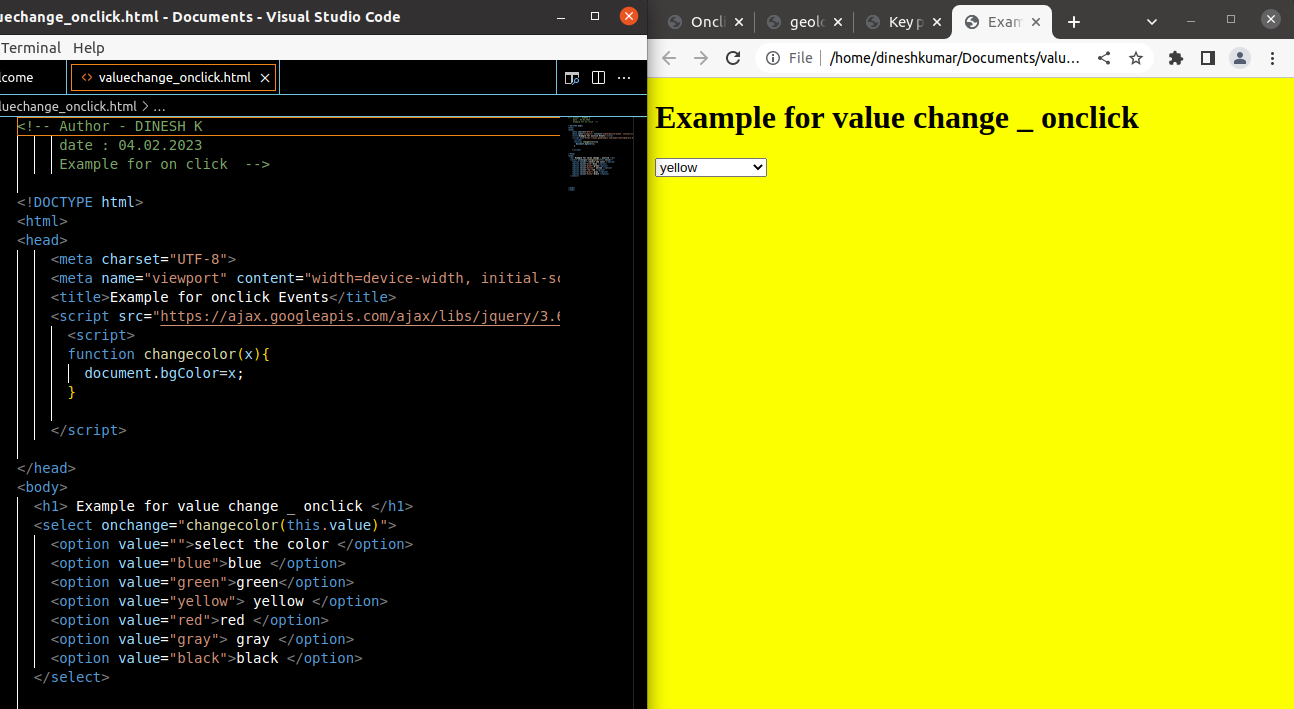 uechange_onclick.html - Documents - Visual Studio Code
Terminal Help
lcome
<> valuechange_onclick.html
luechange_onclick.html > ...
<!-- Author - DINESH K
date : 04.02.2023
Example for on click -->
<!DOCTYPE html>
<html>
<head>
<meta charset="UTF-8">
<meta name="viewport" content="width=device-width, initial-sc
<title>Example for onclick Events</title>
<script src="https://ajax.googleapis.com/ajax/libs/jquery/3.6
<script>
function changecolor(x){
document.bgColor=x;
}
</script>
</head>
<body>
<h1> Example for value change _ onclick </h1>
<select onchange="changecolor(this.value)">
<option value="">select the color </option>
<option value="blue">blue </option>
<option value="green">green</option>
<option value="yellow"> yellow </option>
<option value="red">red </option>
<option value="gray"> gray </option>
<option value="black">black </option>
</select>
Oncli
geolo
Key p
Exam
File
/home/dineshkumar/Documents/valu...
Example for value change _ onclick
yellow